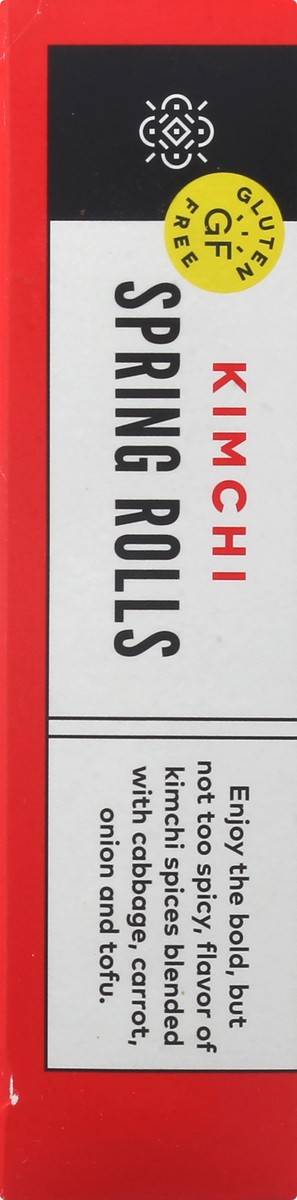 GLUTEN
GF
FREE
KIMCHI
SPRING ROLLS
Enjoy the bold, but
not too spicy, flavor of
kimchi spices blended
with cabbage, carrot,
onion and tofu.